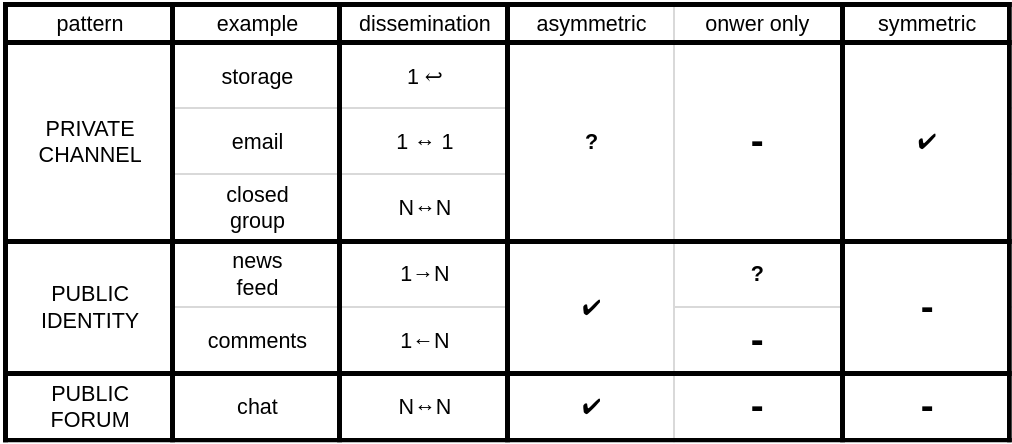 pattern example dissemination asymmetric onwer only symmetric
PRIVATE
CHANNEL
storage 1 ↩
email 1 ↔ 1 ? - ✔
closed
group
N↔N
PUBLIC
IDENTITY
news
feed
1→N ?
✔ -
comments 1←N -
PUBLIC
FORUM
chat N↔N ✔ - -